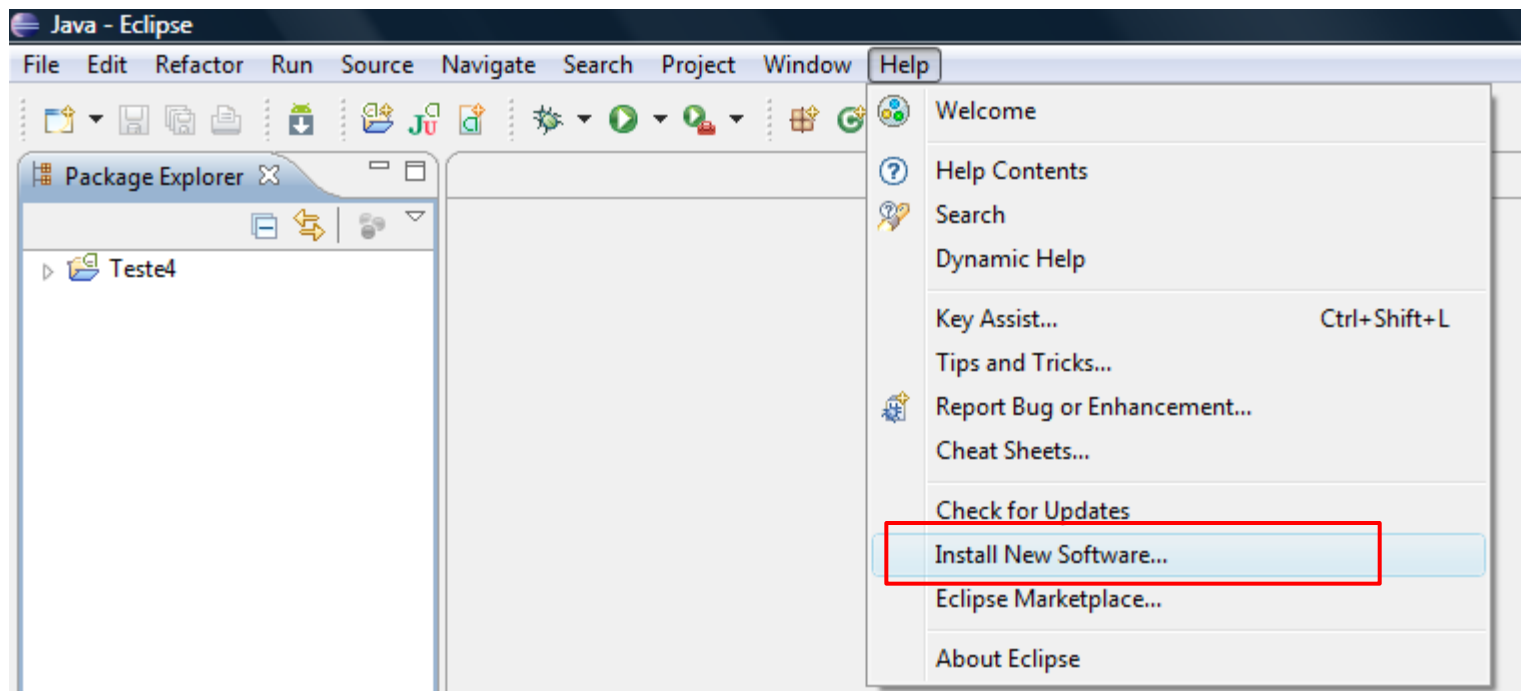 Java - Eclipse
File Edit Refactor Run Source Navigate Search Project Window Help
Package Explorer
Teste4
Welcome
Help Contents
Search
Dynamic Help
Key Assist... Ctrl+Shift+L
Tips and Tricks...
Report Bug or Enhancement...
Cheat Sheets...
Check for Updates
Install New Software...
Eclipse Marketplace...
About Eclipse